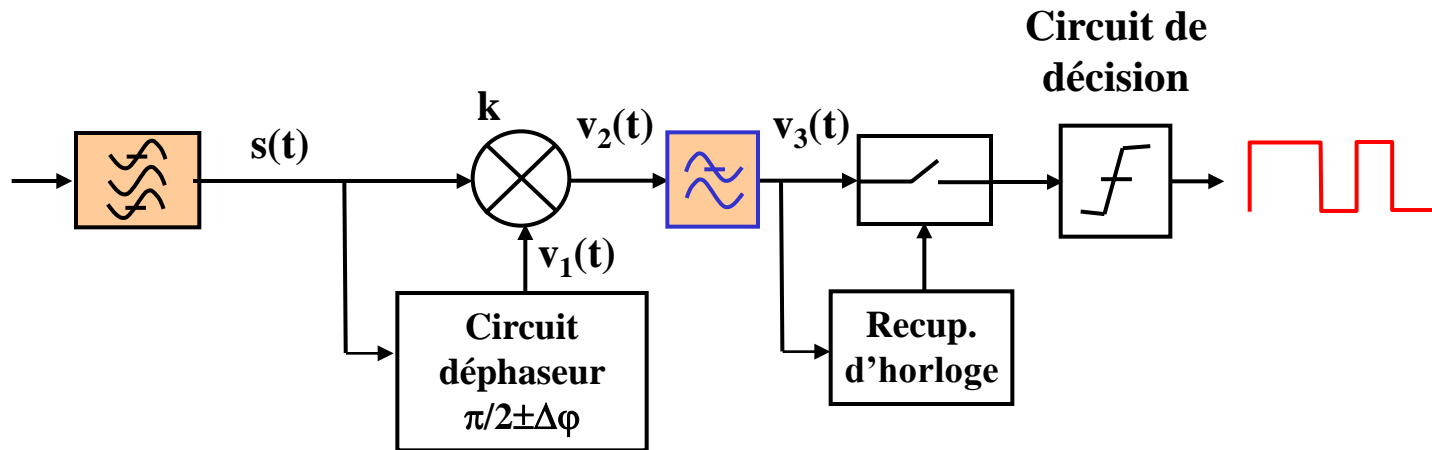 Circuit de
décision
k
s(t)
v₂(t)
v₃(t)
v₁(t)
Circuit
déphaseur
π/2±Δφ
Recup.
d’horloge